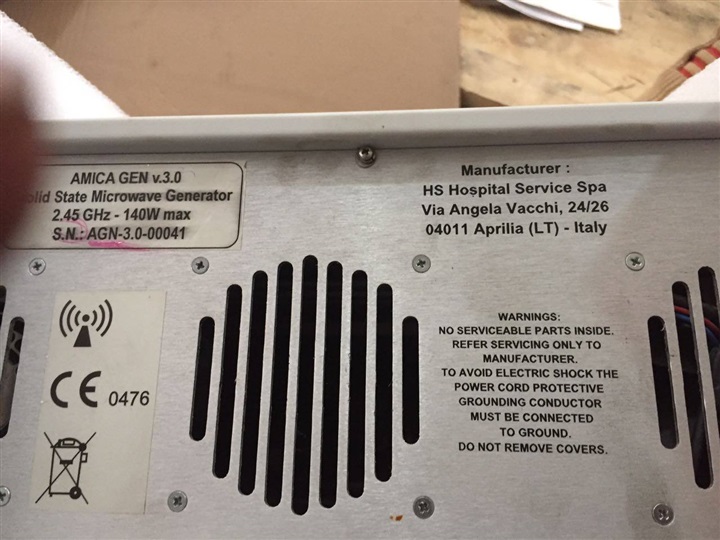 AMICA GEN v.3.0
Solid State Microwave Generator
2.45 GHz - 140W max
S.N.: AGN-3.0-00041
Manufacturer :
HS Hospital Service Spa
Via Angela Vacchi, 24/26
04011 Aprilia (LT) - Italy
CE 0476
WARNINGS:
NO SERVICEABLE PARTS INSIDE.
REFER SERVICING ONLY TO
MANUFACTURER.
TO AVOID ELECTRIC SHOCK THE
POWER CORD PROTECTIVE
GROUNDING CONDUCTOR
MUST BE CONNECTED
TO GROUND.
DO NOT REMOVE COVERS.